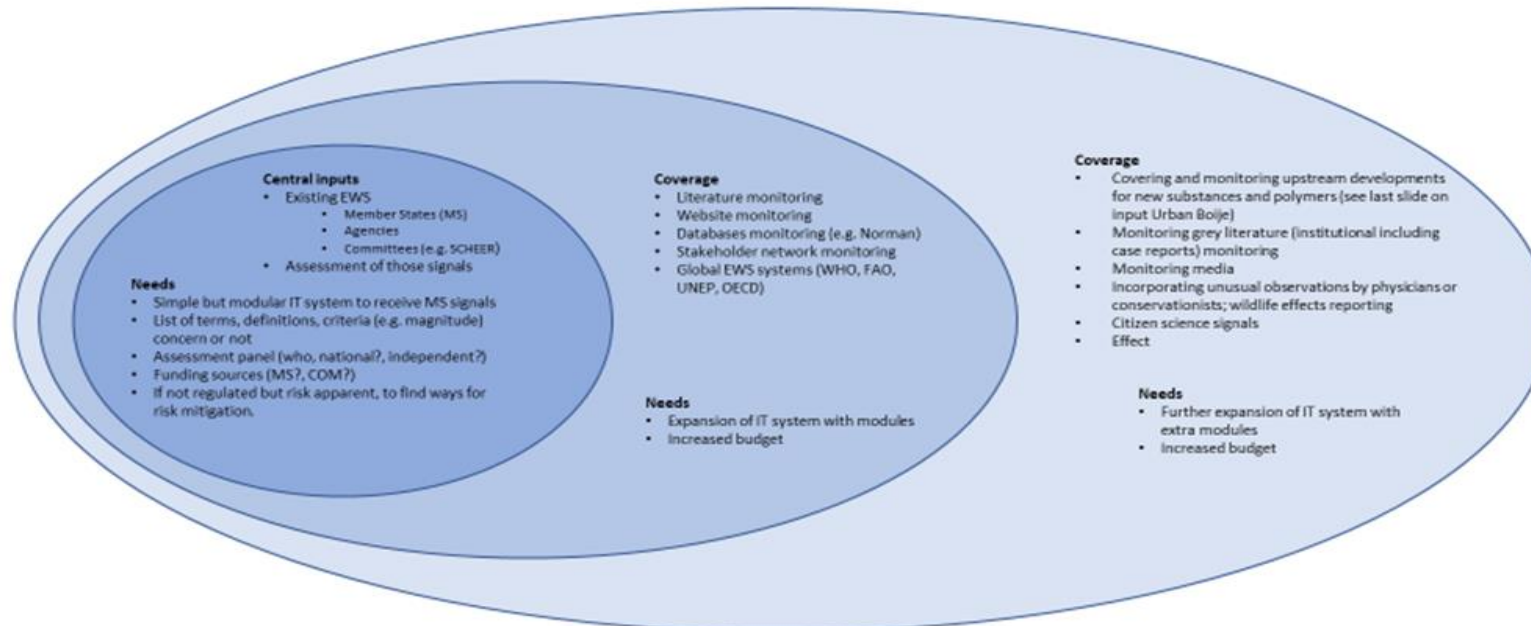 Central inputs
• Existing EWS
• Member States (MS)
• Agencies
• Committees (e.g. SCHEER)
• Assessment of those signals
Needs
• Simple but modular IT system to receive MS signals
• List of terms, definitions, criteria (e.g. magnitude)
concern or not
• Assessment panel (who, national?, independent?)
• Funding sources (MS?, COM?)
• If not regulated but risk apparent, to find ways for
risk mitigation.
Coverage
• Literature monitoring
• Website monitoring
• Databases monitoring (e.g. Norman)
• Stakeholder network monitoring
• Global EWS systems (WHO, FAO,
UNEP, OECD)
Needs
• Expansion of IT system with modules
• Increased budget
Coverage
• Covering and monitoring upstream developments
for new substances and polymers (see last slide on
input Urban Boije)
• Monitoring grey literature (institutional including
case reports) monitoring
• Monitoring media
• Incorporating unusual observations by physicians or
conservationists; wildlife effects reporting
• Citizen science signals
• Effect
Needs
• Further expansion of IT system with
extra modules
• Increased budget